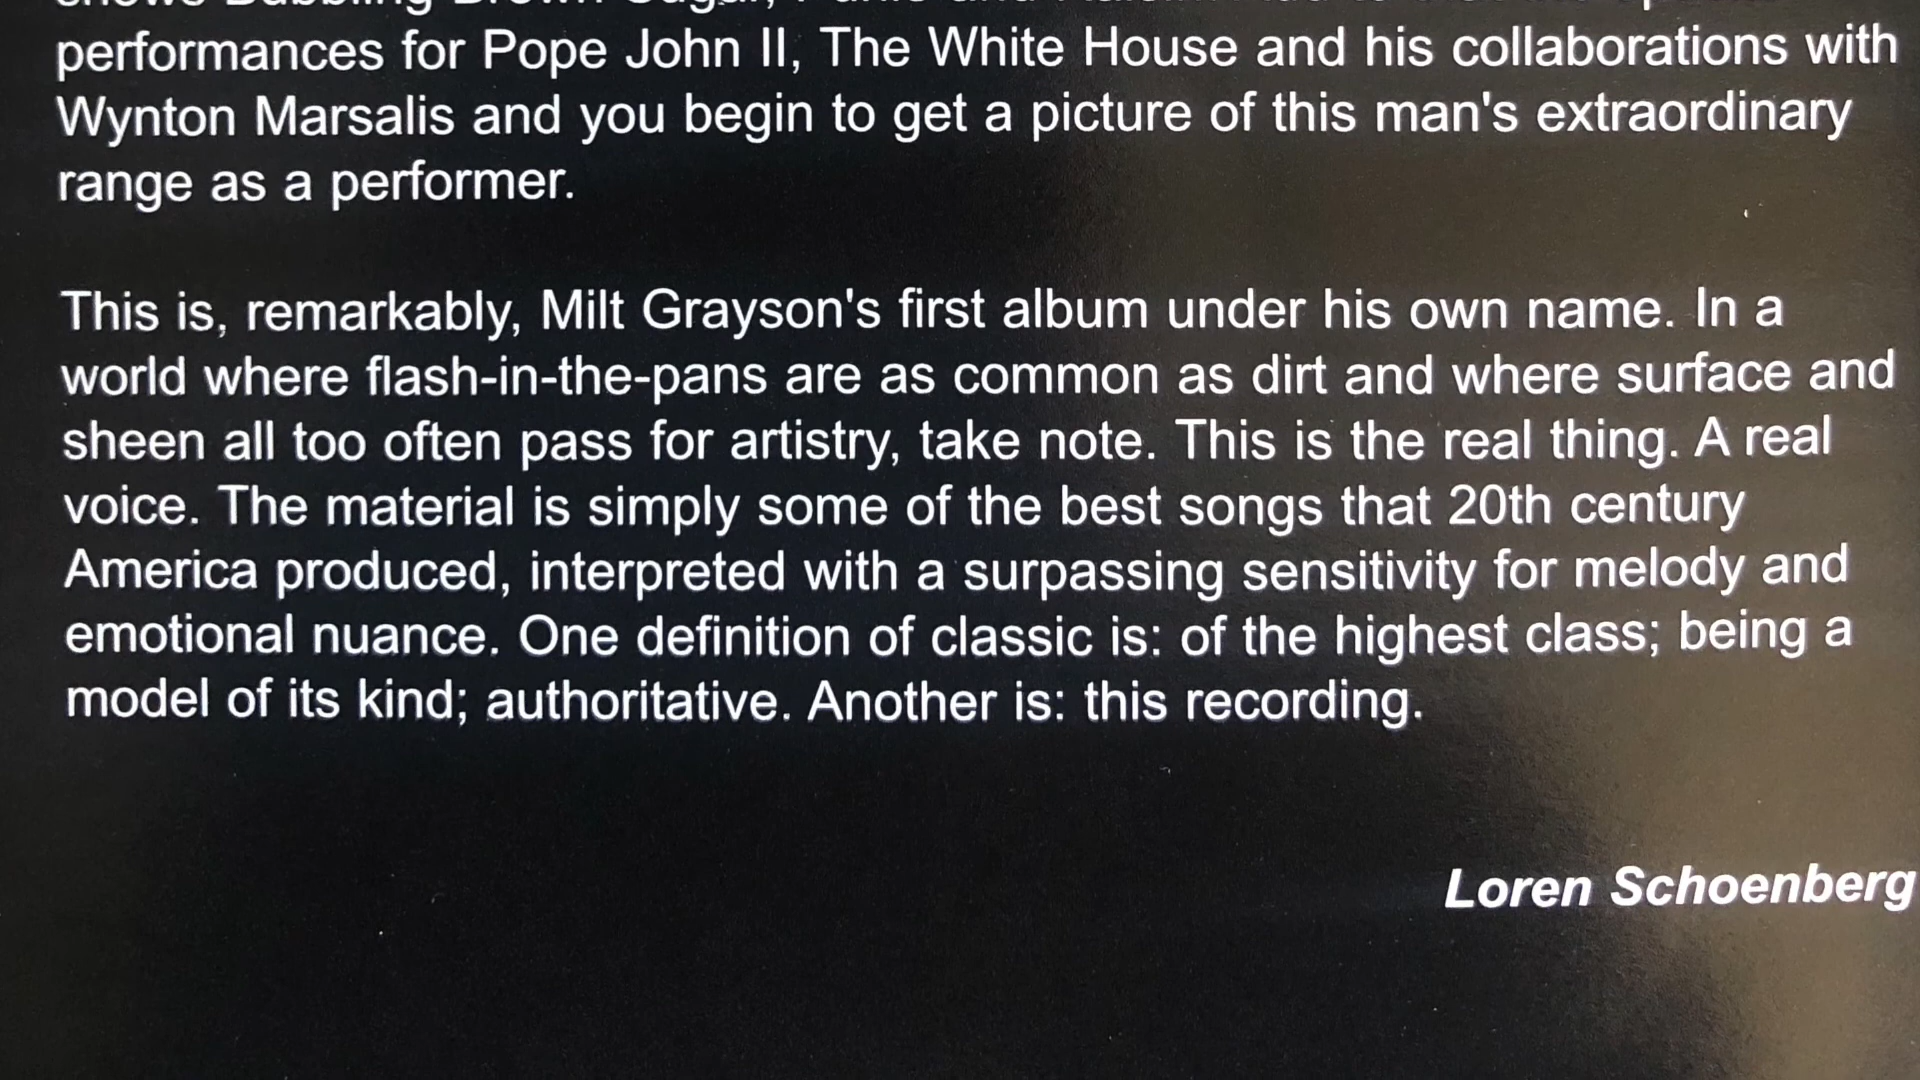 Bubbling Brown Sugar,
performances for Pope John II, The White House and his collaborations with
Wynton Marsalis and you begin to get a picture of this man's extraordinary
range as a performer.
This is, remarkably, Milt Grayson's first album under his own name. In a
world where flash-in-the-pans are as common as dirt and where surface and
sheen all too often pass for artistry, take note. This is the real thing. A real
voice. The material is simply some of the best songs that 20th century
America produced, interpreted with a surpassing sensitivity for melody and
emotional nuance. One definition of classic is: of the highest class; being a
model of its kind; authoritative. Another is: this recording.
Loren Schoenberg